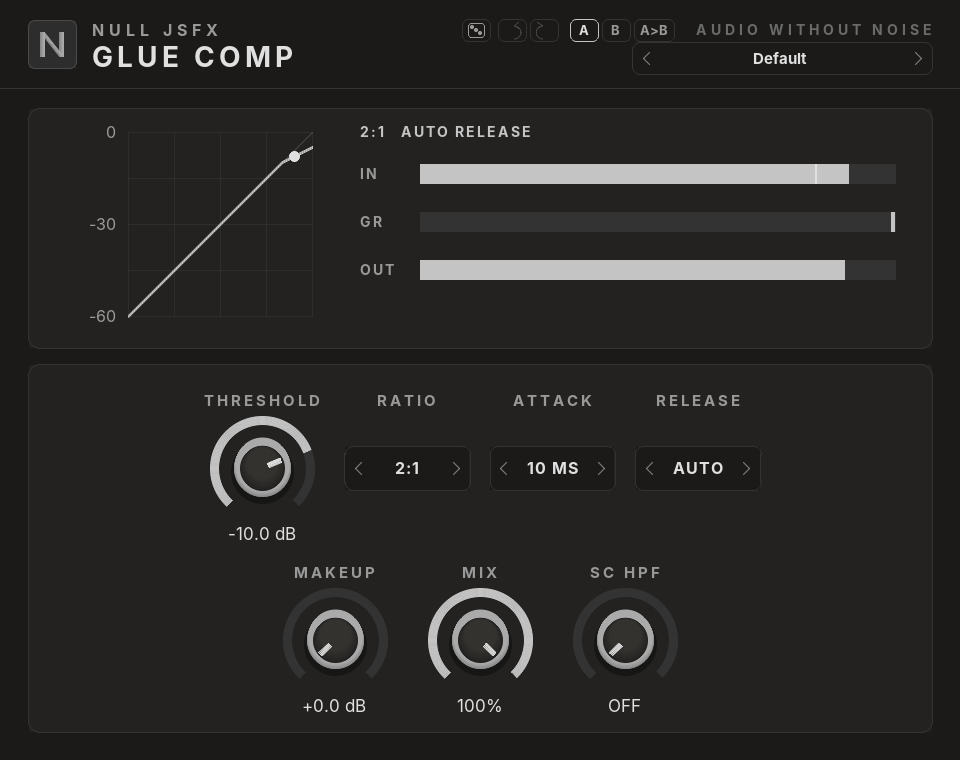 N
NULL JSFX
GLUE COMP
A B A>B AUDIO WITHOUT NOISE
Default
0
-30
-60
2:1 AUTO RELEASE
IN
GR
OUT
THRESHOLD RATIO ATTACK RELEASE
2:1 10 MS AUTO
-10.0 dB
MAKEUP MIX SC HPF
+0.0 dB 100% OFF